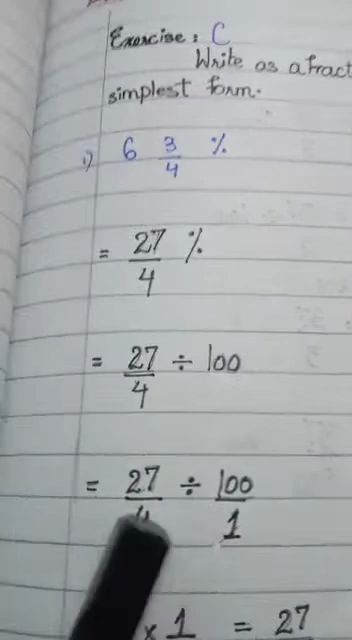 Exercise: C
Write as a fract
simplest form.
i) 6 3/4 %
= 27/4 %
= 27/4 ÷ 100
= 27/4 ÷ 100/1
× 1 = 27